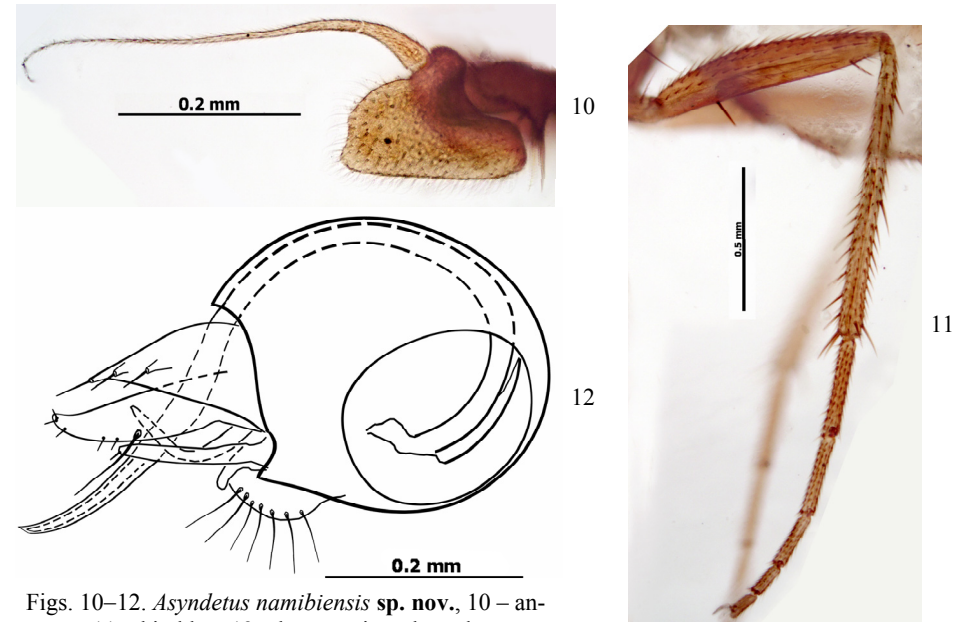 0.2 mm
10
0.5 mm
11
12
0.2 mm
Figs. 10–12. Asyndetus namibiensis sp. nov., 10 – an-